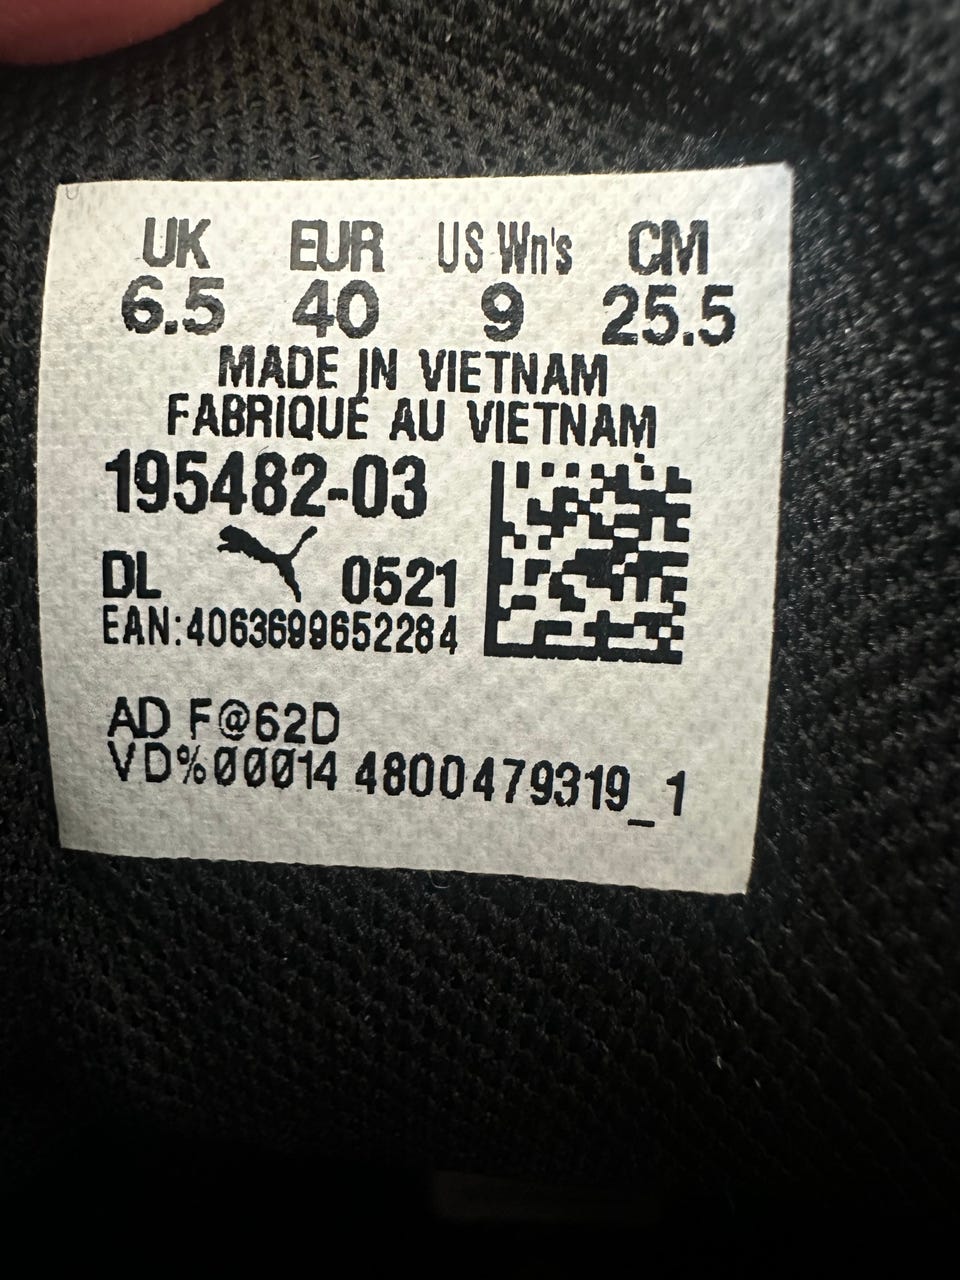 UK EUR US Wn's CM
6.5 40 9 25.5
MADE IN VIETNAM
FABRIQUE AU VIETNAM
195482-03
DL 0521
EAN:4063699652284
AD F@62D
VD%00014 4800479319_1